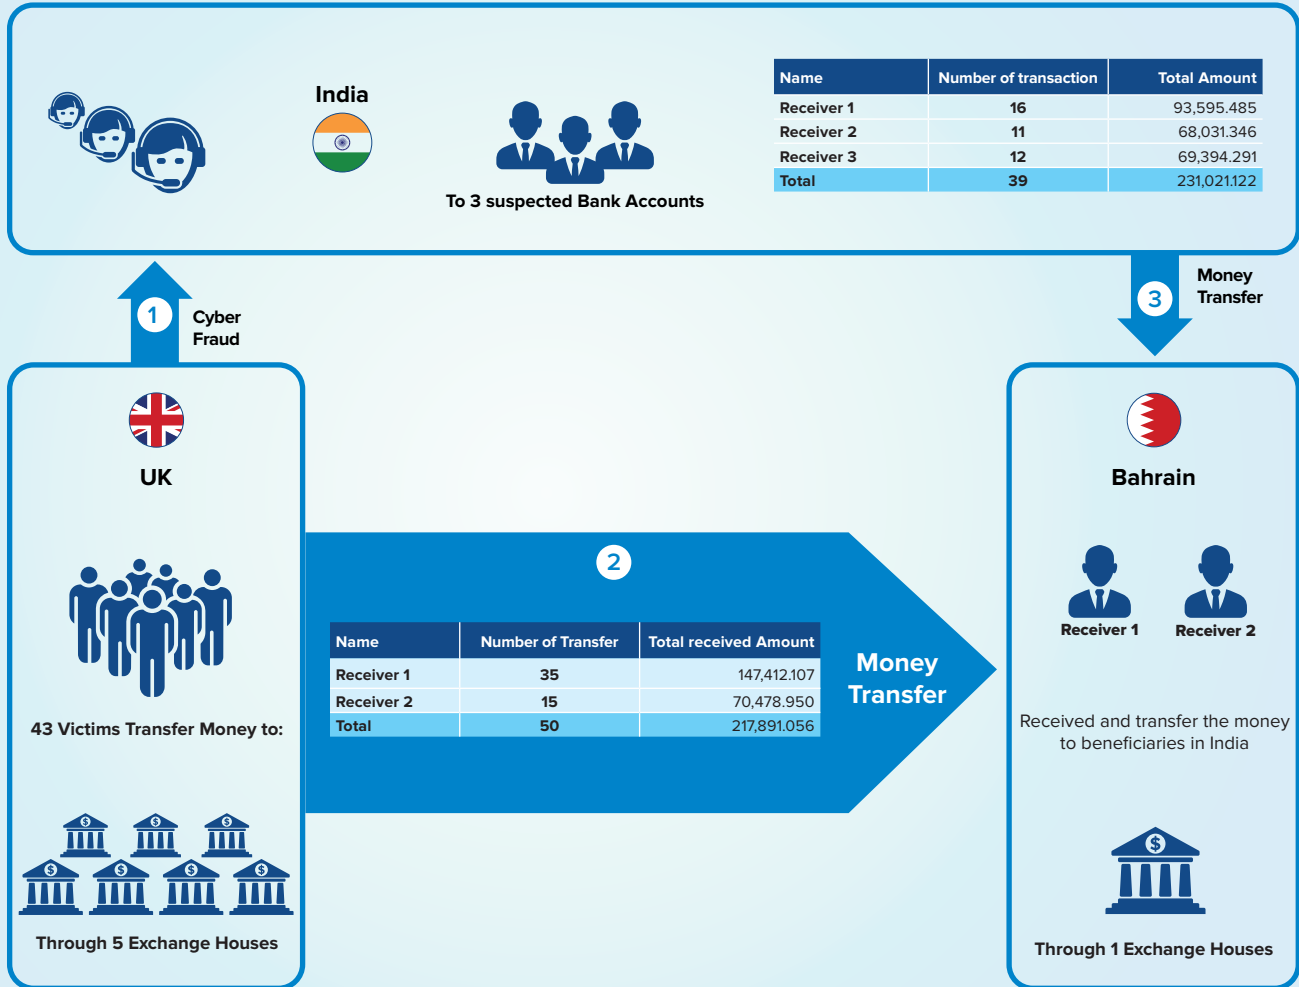 India
To 3 suspected Bank Accounts
Name Number of transaction Total Amount
Receiver 1 16 93,595.485
Receiver 2 11 68,031.346
Receiver 3 12 69,394.291
Total 39 231,021.122
1
Cyber
Fraud
3
Money
Transfer
UK
43 Victims Transfer Money to:
$ $ $
$ $ $ $
Through 5 Exchange Houses
2
Name Number of Transfer Total received Amount
Receiver 1 35 147,412.107
Receiver 2 15 70,478.950
Total 50 217,891.056
Money
Transfer
Bahrain
Receiver 1 Receiver 2
Received and transfer the money
to beneficiaries in India
$
Through 1 Exchange Houses